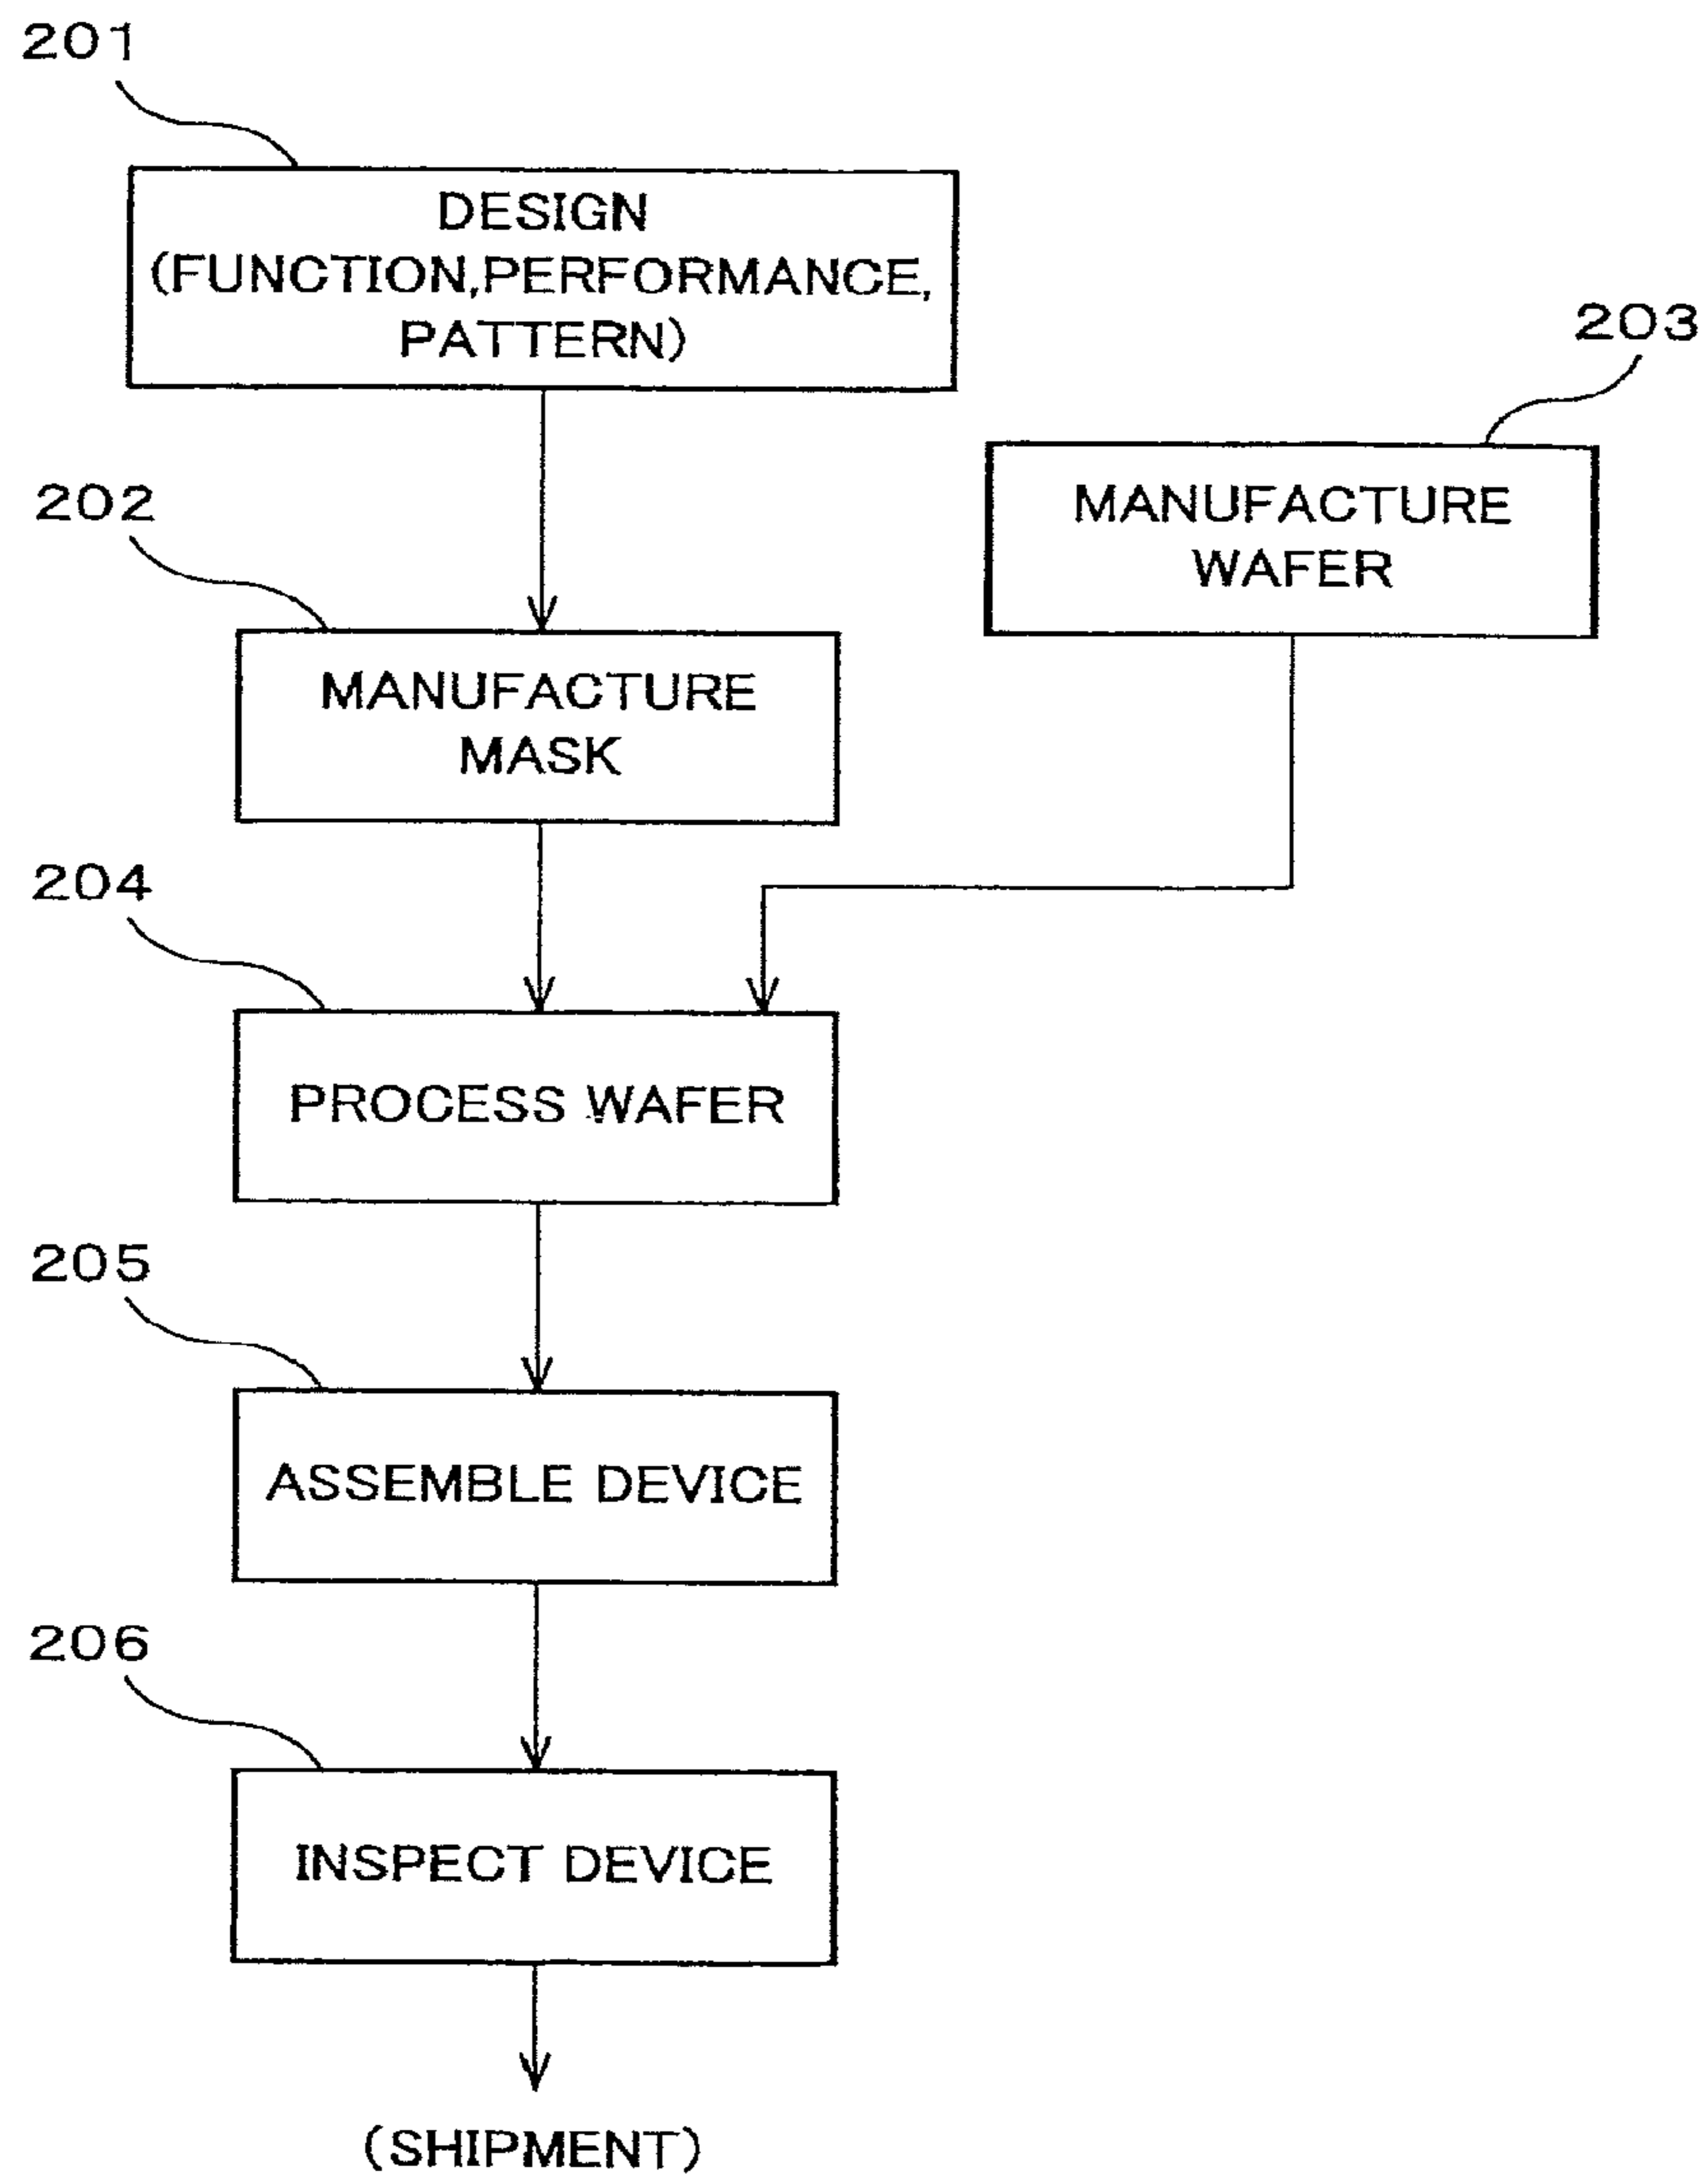 201
DESIGN
(FUNCTION,PERFORMANCE,
PATTERN)
203
MANUFACTURE
WAFER
202
MANUFACTURE
MASK
204
PROCESS WAFER
205
ASSEMBLE DEVICE
206
INSPECT DEVICE
(SHIPMENT)